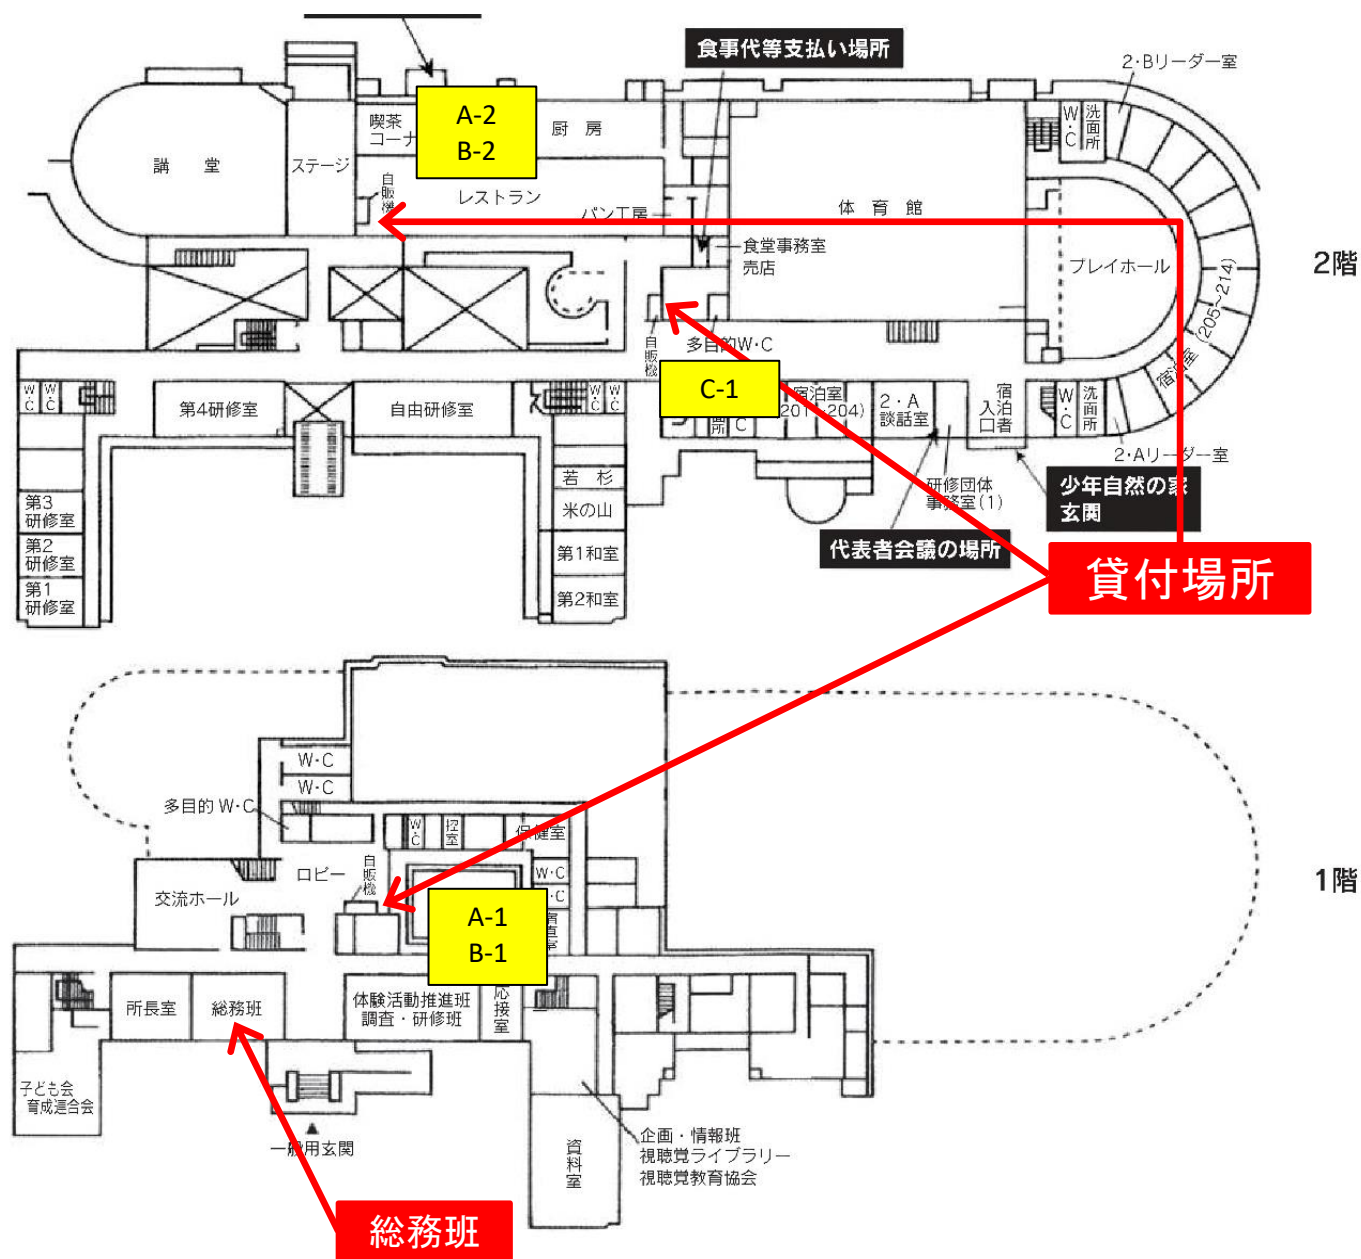 食事代等支払い場所
2・Bリーダー室
喫茶
コーナ
A-2
B-2
厨房
W・C
洗面所
講堂
ステージ
自販機
レストラン
パン工房
体育館
食堂事務室
売店
プレイホール
2階
宿泊室(205~214)
自販機
多目的W・C
C-1
W・C
W・C
第4研修室
自由研修室
W・C
W・C
宿泊室
201~204)
2・A
談話室
宿泊者
入口
W・C
洗面所
2・Aリーダー室
若杉
米の山
第1和室
第2和室
第3
研修室
第2
研修室
第1
研修室
研修団体
事務室(1)
少年自然の家
玄関
代表者会議の場所
貸付場所
W・C
W・C
多目的 W・C
W・C
控室
保健室
ロビー
自販機
W・C
交流ホール
A-1
B-1
1階
所長室
総務班
体験活動推進班
調査・研修班
応接室
子ども会
育成連合会
一般用玄関
資料室
企画・情報班
視聴覚ライブラリー
視聴覚教育協会
総務班